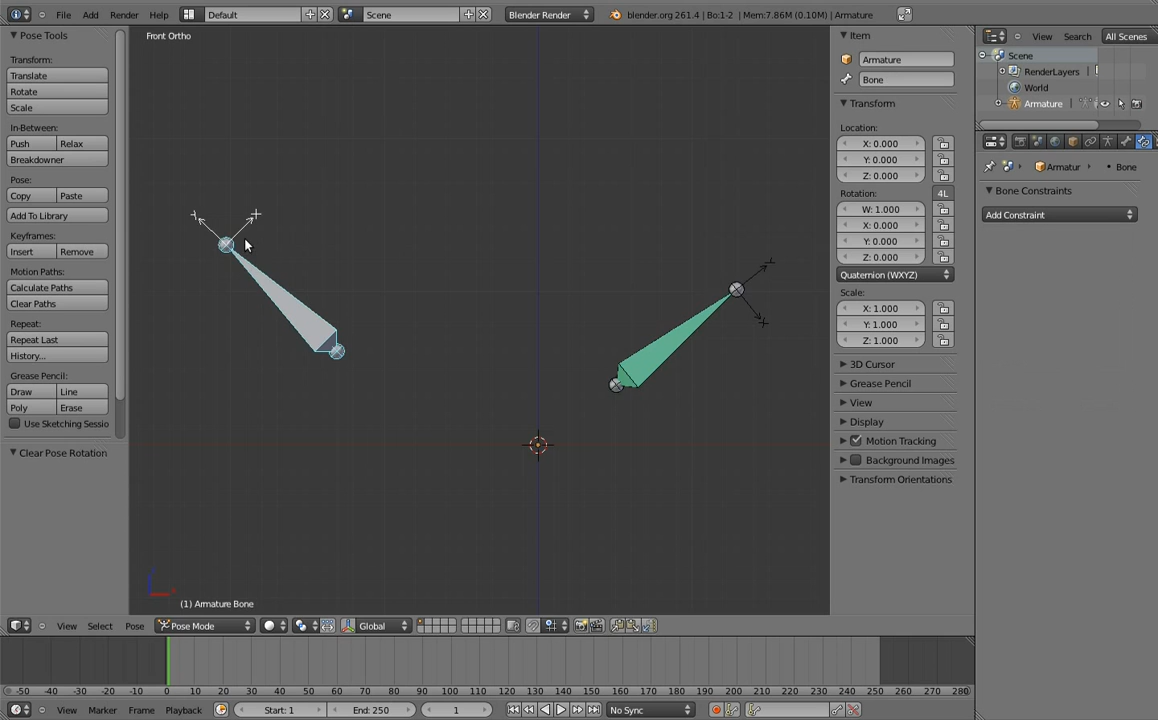 File Add Render Help Default Scene Blender Render blender.org 261.4 | Bo:1-2 | Mem:7.86M (0.10M) | Armature
Pose Tools
Transform:
Translate
Rotate
Scale
In-Between:
Push Relax
Breakdowner
Pose:
Copy Paste
Add To Library
Keyframes:
Insert Remove
Motion Paths:
Calculate Paths
Clear Paths
Repeat:
Repeat Last
History...
Grease Pencil:
Draw Line
Poly Erase
Use Sketching Sessio
Clear Pose Rotation
Front Ortho
(1) Armature Bone
Item
Armature
Bone
Transform
Location:
X: 0.000
Y: 0.000
Z: 0.000
Rotation: 4L
W: 1.000
X: 0.000
Y: 0.000
Z: 0.000
Quaternion (WXYZ)
Scale:
X: 1.000
Y: 1.000
Z: 1.000
3D Cursor
Grease Pencil
View
Display
Motion Tracking
Background Images
Transform Orientations
View Search All Scenes
Scene
RenderLayers
World
Armature
Armatur Bone
Bone Constraints
Add Constraint
View Select Pose Pose Mode Global
-50 -40 -30 -20 -10 0 10 20 30 40 50 60 70 80 90 100 110 120 130 140 150 160 170 180 190 200 210 220 230 240 250 260 270 280
View Marker Frame Playback Start: 1 End: 250 1 No Sync